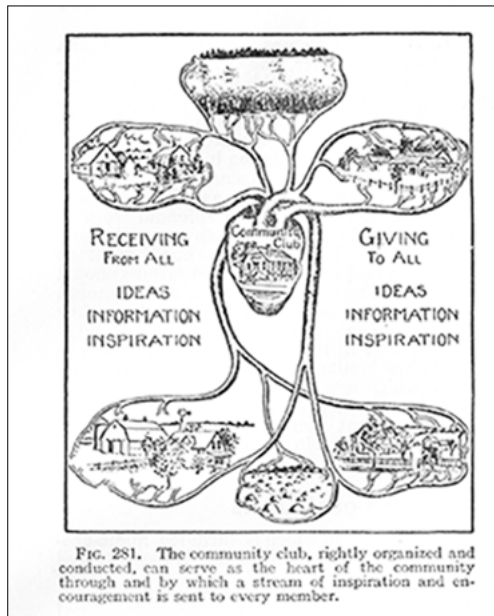 Community
Club
RECEIVING
FROM ALL
IDEAS
INFORMATION
INSPIRATION
GIVING
TO ALL
IDEAS
INFORMATION
INSPIRATION
FIG. 281. The community club, rightly organized and
conducted, can serve as the heart of the community
through and by which a stream of inspiration and en-
couragement is sent to every member.